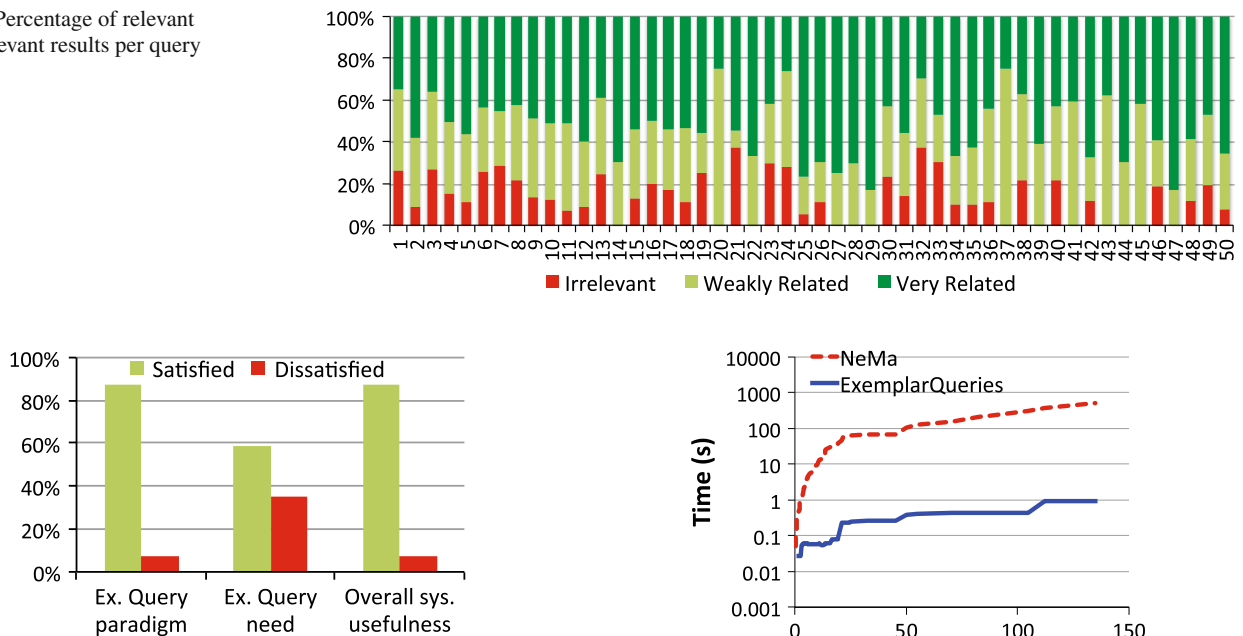 Percentage of relevant
results per query
100%
80%
60%
40%
20%
0%
1 2 3 4 5 6 7 8 9 10 11 12 13 14 15 16 17 18 19 20 21 22 23 24 25 26 27 28 29 30 31 32 33 34 35 36 37 38 39 40 41 42 43 44 45 46 47 48 49 50
Irrelevant Weakly Related Very Related
100%
80%
60%
40%
20%
0%
Satisfied Dissatisfied
Ex. Query paradigm
Ex. Query need
Overall sys. usefulness
Time (s)
10000
1000
100
10
1
0.1
0.01
0.001
NeMa
ExemplarQueries
0 50 100 150